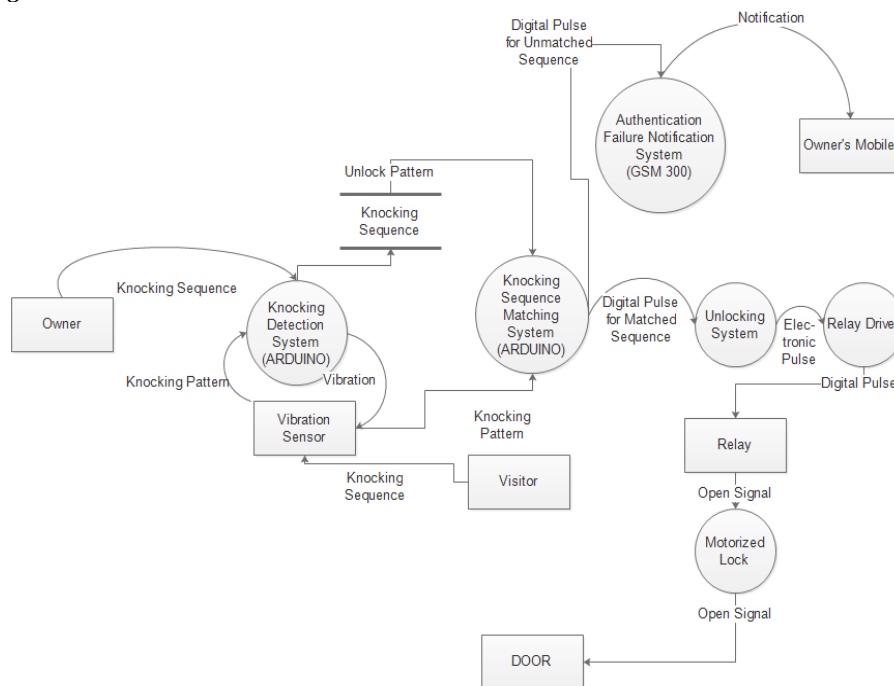 Digital Pulse
for Unmatched
Sequence
Notification
Authentication
Failure Notification
System
(GSM 300)
Owner's Mobile
Unlock Pattern
Knocking
Sequence
Knocking Sequence
Owner
Knocking
Detection
System
(ARDUINO)
Knocking
Sequence
Matching
System
(ARDUINO)
Digital Pulse
for Matched
Sequence
Unlocking
System
Elec-
tronic
Pulse
Relay Drive
Knocking Pattern
Vibration
Digital Pulse
Vibration
Sensor
Knocking
Pattern
Relay
Knocking
Sequence
Visitor
Open Signal
Motorized
Lock
Open Signal
DOOR